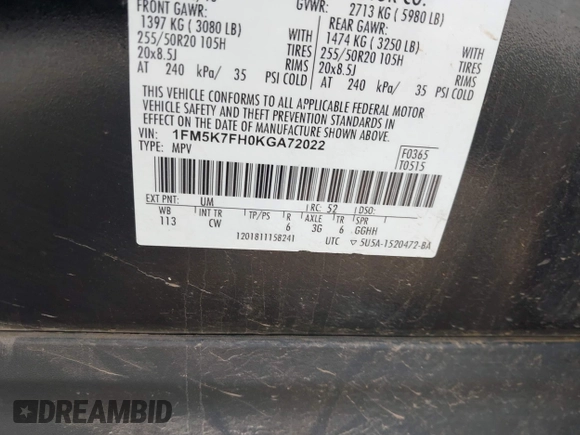 FRONT GAWR:
GVWR: 2713 KG ( 5980 LB)
1397 KG ( 3080 LB)
REAR GAWR:
1474 KG ( 3250 LB)
255/50R20 105H TIRES
20x8.5J RIMS
AT 240 kPa/ 35 PSI COLD
255/50R20 105H TIRES
20x8.5J RIMS
AT 240 kPa/ 35 PSI COLD
THIS VEHICLE CONFORMS TO ALL APPLICABLE FEDERAL MOTOR
VEHICLE SAFETY AND THEFT PREVENTION STANDARDS IN
EFFECT ON THE DATE OF MANUFACTURE SHOWN ABOVE.
VIN: 1FM5K7FH0KGA72022
TYPE: MPV
F0365
T0515
EXT PNT: UM RC: 52 DSO:
WB INT TR TP/PS R AXLE TR SPR
113 CW 6 3G 6 GGHH
1201811158241 UTC ▽ 5U5A-1520472-BA
DREAMBID